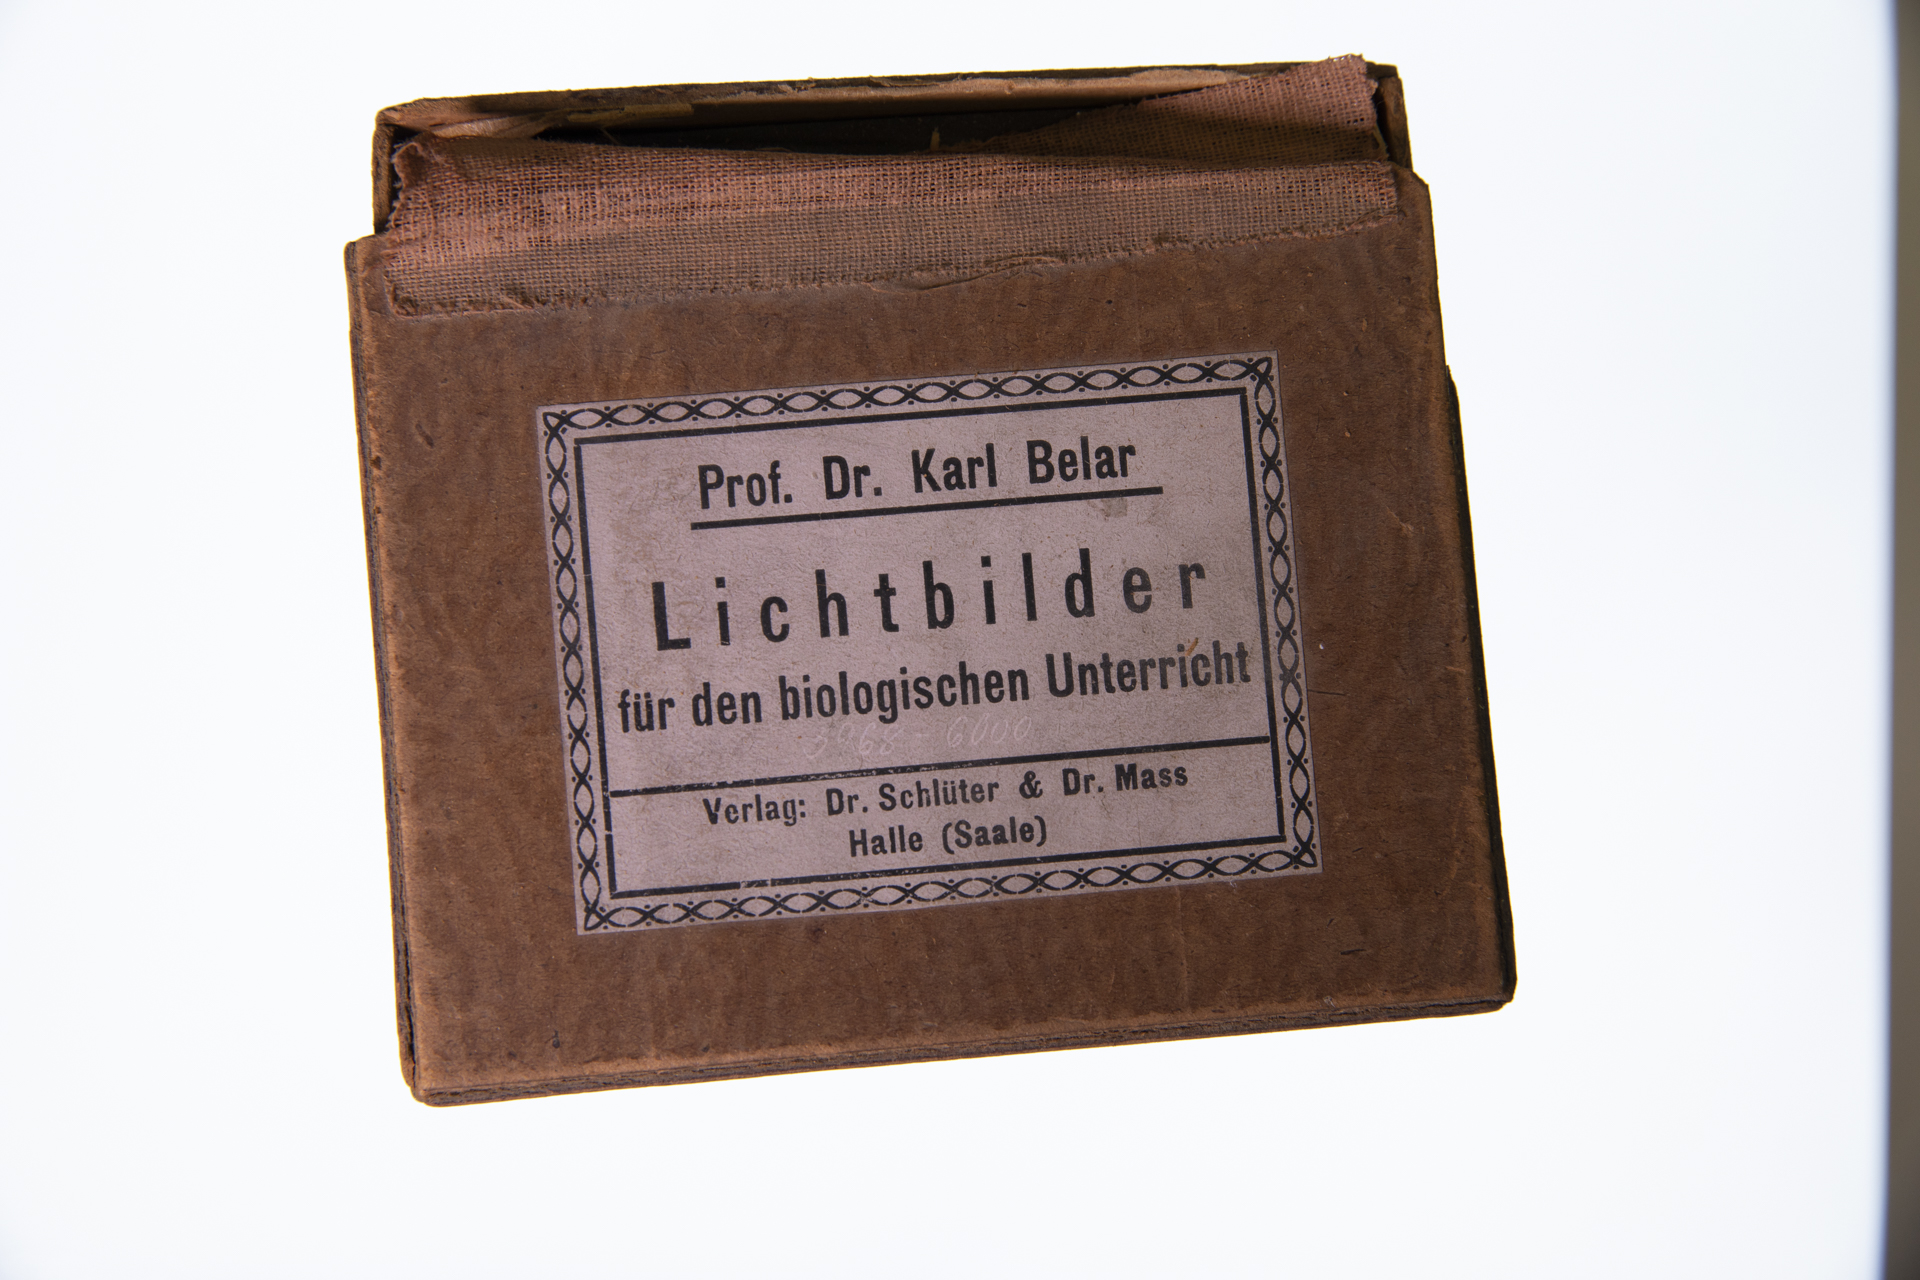 Prof. Dr. Karl Belar
Lichtbilder
für den biologischen Unterricht
Verlag: Dr. Schlüter & Dr. Mass
Halle (Saale)